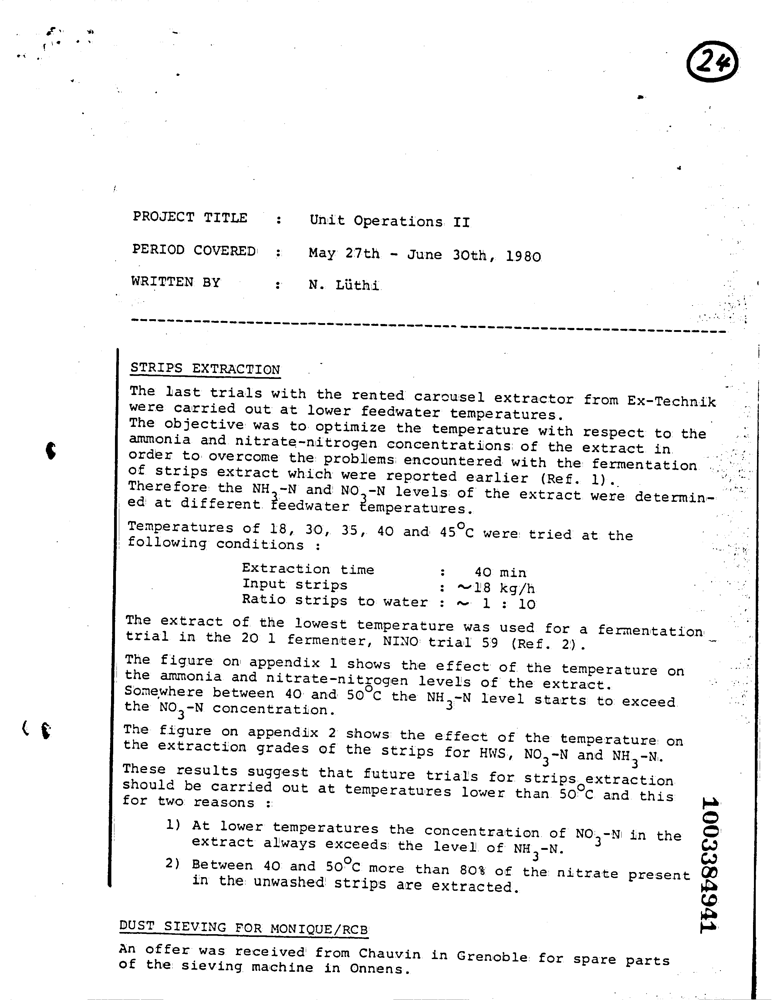 24
PROJECT TITLE : Unit Operations II
PERIOD COVERED : May 27th - June 30th, 1980
WRITTEN BY : N. Lüthi
STRIPS EXTRACTION
The last trials with the rented carousel extractor from Ex-Technik
were carried out at lower feedwater temperatures.
The objective was to optimize the temperature with respect to the
ammonia and nitrate-nitrogen concentrations of the extract in
order to overcome the problems encountered with the fermentation
of strips extract which were reported earlier (Ref. 1).
Therefore the NH3-N and NO3-N levels of the extract were determin-
ed at different feedwater temperatures.
Temperatures of 18, 30, 35, 40 and 45°C were tried at the
following conditions :
Extraction time : 40 min
Input strips : ~18 kg/h
Ratio strips to water : ~ 1 : 10
The extract of the lowest temperature was used for a fermentation
trial in the 20 l fermenter, NINO trial 59 (Ref. 2).
The figure on appendix 1 shows the effect of the temperature on
the ammonia and nitrate-nitrogen levels of the extract.
Somewhere between 40 and 50°C the NH3-N level starts to exceed
the NO3-N concentration.
The figure on appendix 2 shows the effect of the temperature on
the extraction grades of the strips for HWS, NO3-N and NH3-N.
These results suggest that future trials for strips extraction
should be carried out at temperatures lower than 50°C and this
for two reasons :
1) At lower temperatures the concentration of NO3-N in the
extract always exceeds the level of NH3-N.
2) Between 40 and 50°C more than 80% of the nitrate present
in the unwashed strips are extracted.
DUST SIEVING FOR MONIQUE/RCB
An offer was received from Chauvin in Grenoble for spare parts
of the sieving machine in Onnens.
1003384941